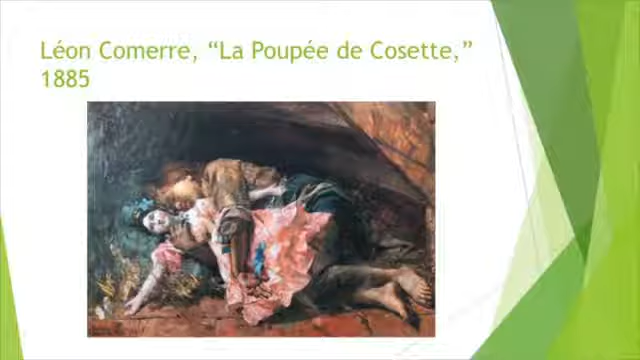 Léon Comerre, “La Poupée de Cosette,”
1885